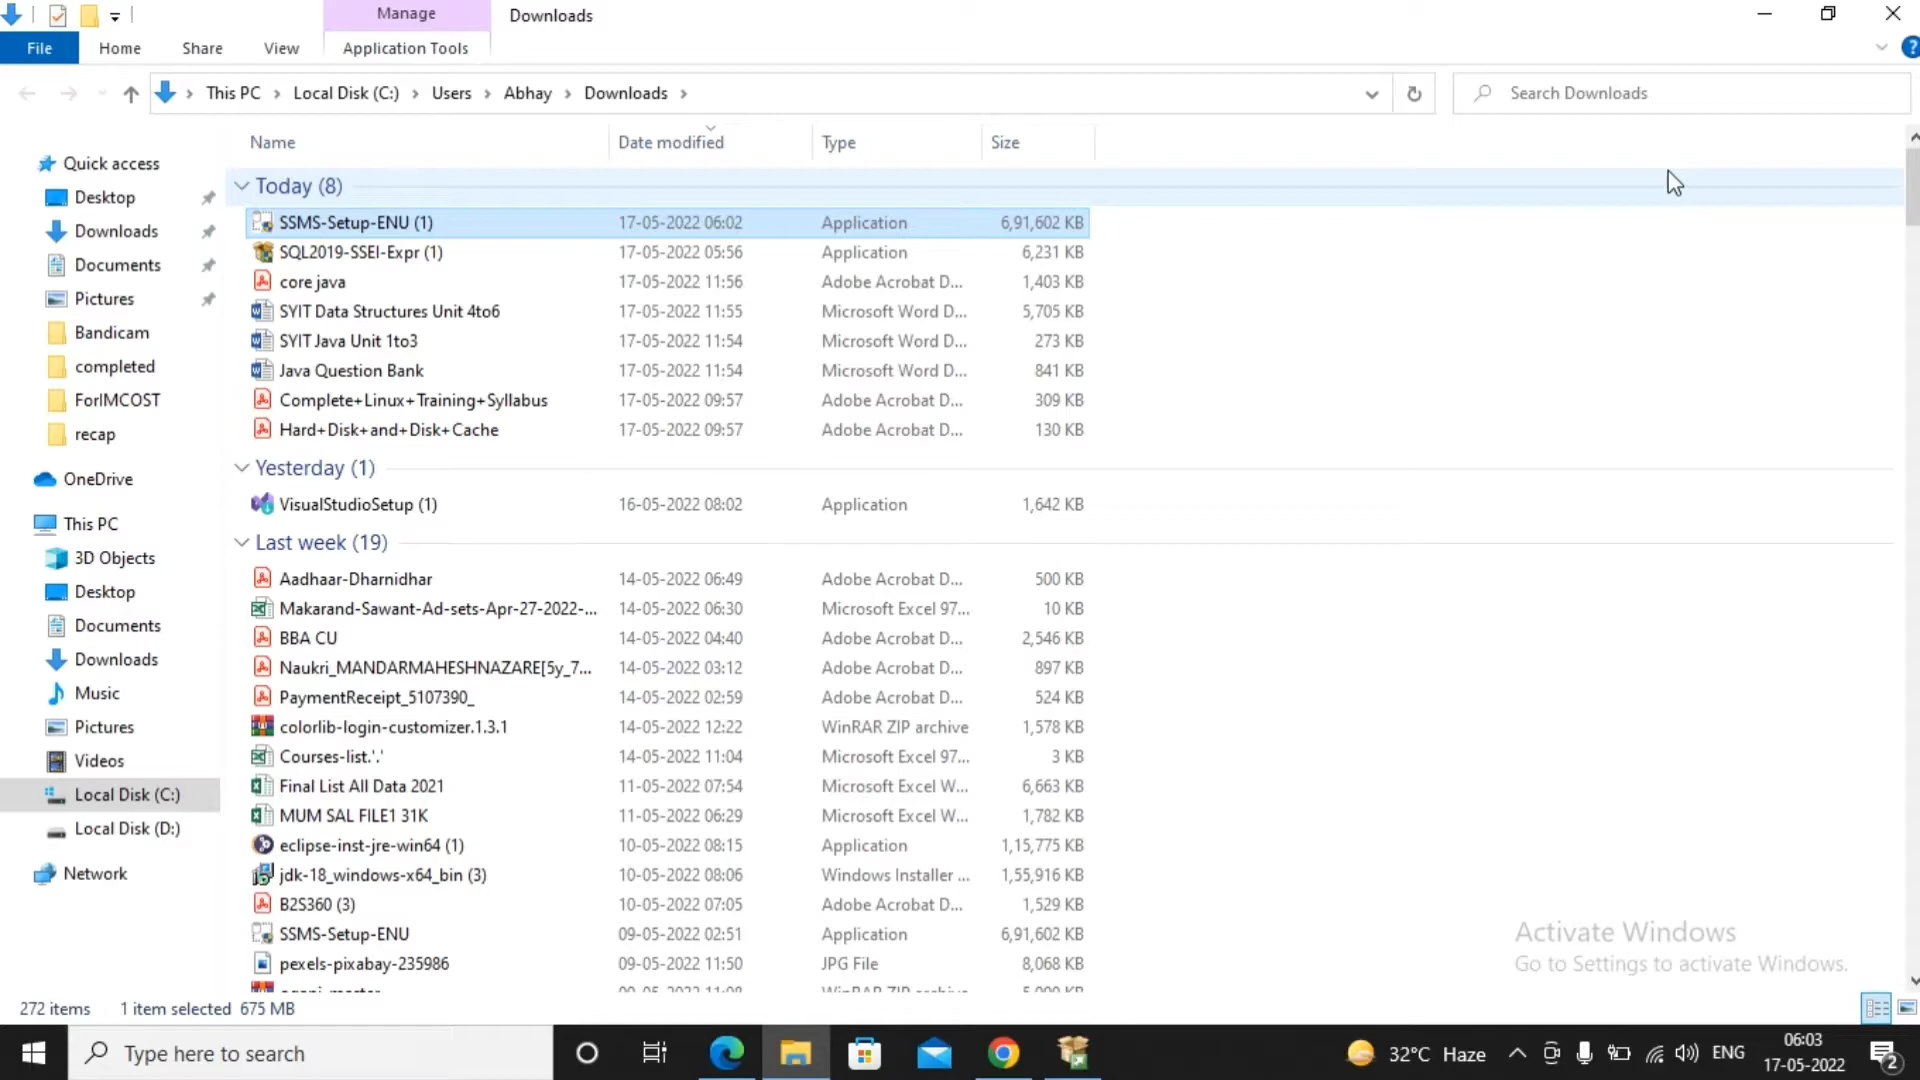 Manage
Downloads
File
Home
Share
View
Application Tools
This PC
Local Disk (C:)
Users
Abhay
Downloads
Search Downloads
Name
Date modified
Type
Size
Quick access
Desktop
Downloads
Documents
Pictures
Bandicam
completed
ForIMCOST
recap
OneDrive
This PC
3D Objects
Desktop
Documents
Downloads
Music
Pictures
Videos
Local Disk (C:)
Local Disk (D:)
Network
Today (8)
SSMS-Setup-ENU (1) 17-05-2022 06:02 Application 6,91,602 KB
SQL2019-SSEI-Expr (1) 17-05-2022 05:56 Application 6,231 KB
core java 17-05-2022 11:56 Adobe Acrobat D... 1,403 KB
SYIT Data Structures Unit 4to6 17-05-2022 11:55 Microsoft Word D... 5,705 KB
SYIT Java Unit 1to3 17-05-2022 11:54 Microsoft Word D... 273 KB
Java Question Bank 17-05-2022 11:54 Microsoft Word D... 841 KB
Complete+Linux+Training+Syllabus 17-05-2022 09:57 Adobe Acrobat D... 309 KB
Hard+Disk+and+Disk+Cache 17-05-2022 09:57 Adobe Acrobat D... 130 KB
Yesterday (1)
VisualStudioSetup (1) 16-05-2022 08:02 Application 1,642 KB
Last week (19)
Aadhaar-Dharnidhar 14-05-2022 06:49 Adobe Acrobat D... 500 KB
Makarand-Sawant-Ad-sets-Apr-27-2022-... 14-05-2022 06:30 Microsoft Excel 97... 10 KB
BBA CU 14-05-2022 04:40 Adobe Acrobat D... 2,546 KB
Naukri_MANDARMAHESHNAZARE[5y_7... 14-05-2022 03:12 Adobe Acrobat D... 897 KB
PaymentReceipt_5107390_ 14-05-2022 02:59 Adobe Acrobat D... 524 KB
colorlib-login-customizer.1.3.1 14-05-2022 12:22 WinRAR ZIP archive 1,578 KB
Courses-list.'.' 14-05-2022 11:04 Microsoft Excel 97... 3 KB
Final List All Data 2021 11-05-2022 07:54 Microsoft Excel W... 6,663 KB
MUM SAL FILE1 31K 11-05-2022 06:29 Microsoft Excel W... 1,782 KB
eclipse-inst-jre-win64 (1) 10-05-2022 08:15 Application 1,15,775 KB
jdk-18_windows-x64_bin (3) 10-05-2022 08:06 Windows Installer ... 1,55,916 KB
B2S360 (3) 10-05-2022 07:05 Adobe Acrobat D... 1,529 KB
SSMS-Setup-ENU 09-05-2022 02:51 Application 6,91,602 KB
pexels-pixabay-235986 09-05-2022 11:50 JPG File 8,068 KB
Activate Windows
Go to Settings to activate Windows.
272 items 1 item selected 675 MB
Type here to search
32°C Haze
ENG
06:03
17-05-2022
2